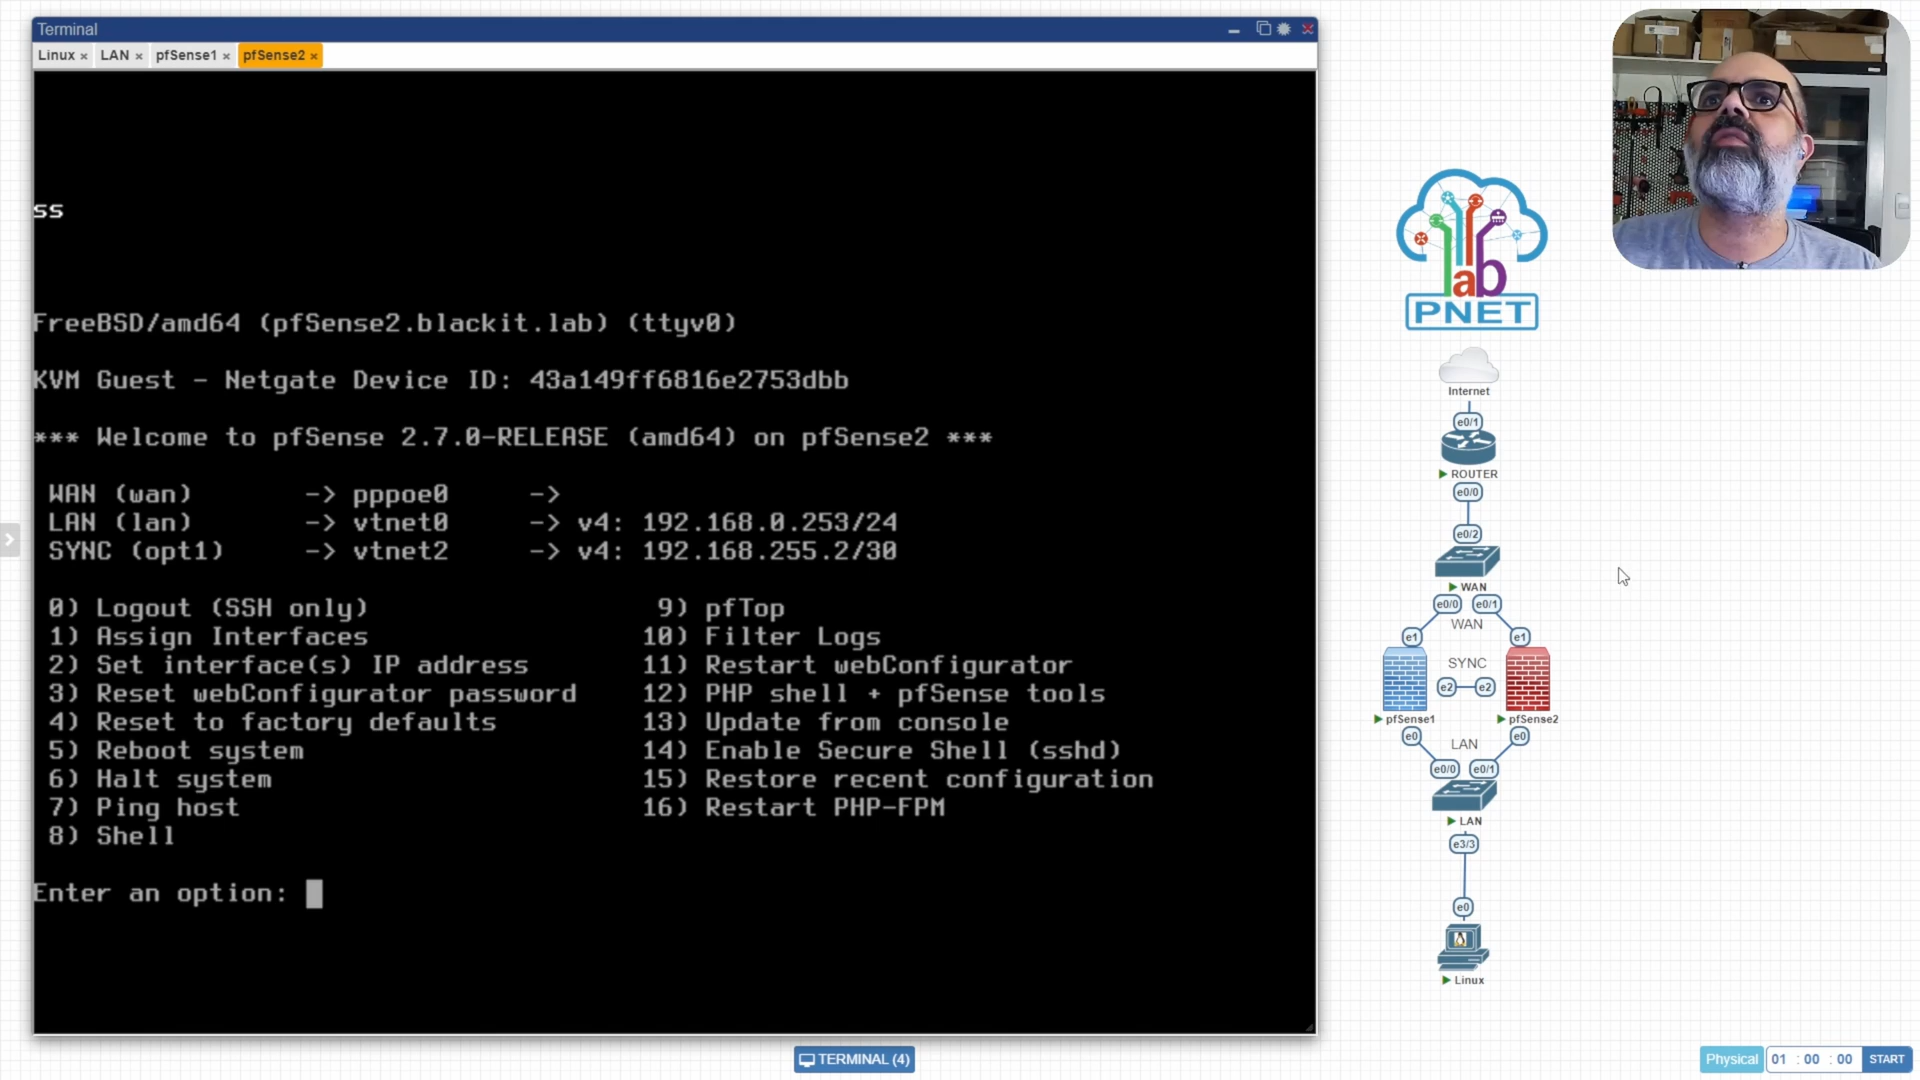 Terminal
Linux ×
LAN ×
pfSense1 ×
pfSense2 ×
ss
FreeBSD/amd64 (pfSense2.blackit.lab) (ttyv0)
KVM Guest - Netgate Device ID: 43a149ff6816e2753dbb
*** Welcome to pfSense 2.7.0-RELEASE (amd64) on pfSense2 ***
WAN (wan) -> pppoe0 ->
LAN (lan) -> vtnet0 -> v4: 192.168.0.253/24
SYNC (opt1) -> vtnet2 -> v4: 192.168.255.2/30
0) Logout (SSH only) 9) pfTop
1) Assign Interfaces 10) Filter Logs
2) Set interface(s) IP address 11) Restart webConfigurator
3) Reset webConfigurator password 12) PHP shell + pfSense tools
4) Reset to factory defaults 13) Update from console
5) Reboot system 14) Enable Secure Shell (sshd)
6) Halt system 15) Restore recent configuration
7) Ping host 16) Restart PHP-FPM
8) Shell
Enter an option:
lab
PNET
Internet
e0/1
ROUTER
e0/0
e0/2
WAN
e0/0 e0/1
WAN
e1 e1
SYNC
e2 e2
pfSense1 pfSense2
e0 e0
LAN
e0/0 e0/1
LAN
e3/3
e0
Linux
TERMINAL (4)
Physical 01 : 00 : 00 START